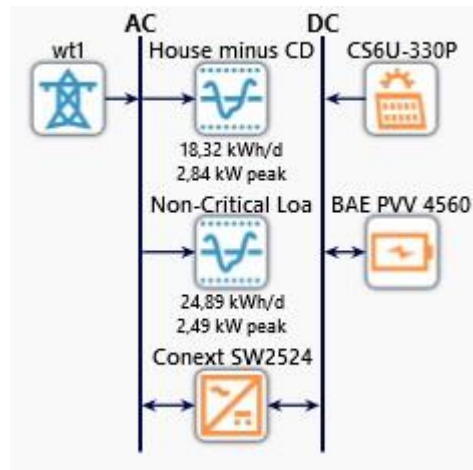 AC DC
wt1 House minus CD CS6U-330P
18,32 kWh/d
2,84 kW peak
Non-Critical Loa BAE PVV 4560
24,89 kWh/d
2,49 kW peak
Conext SW2524